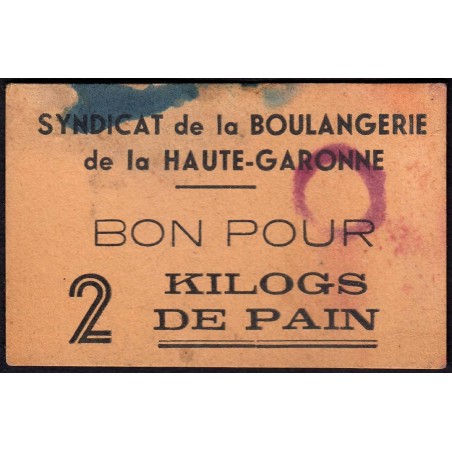 SYNDICAT de la BOULANGERIE
de la HAUTE-GARONNE
BON POUR
2 KILOGS
DE PAIN